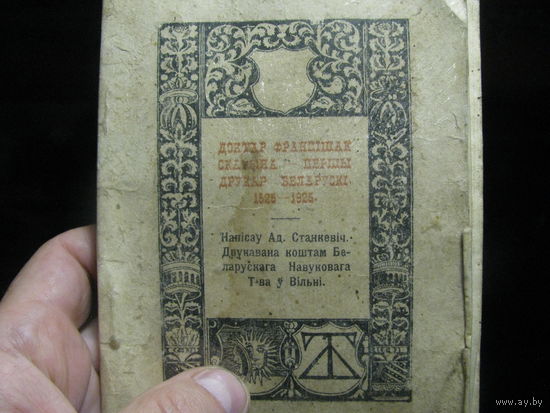 ДОКТАР ФРАНЦІШАК
СКАРЫНА ПЕРШЫ
ДРУКАР БЕЛАРУСКІ.
1525—1925.
Напісаў Ад. Станкевіч.
Друкавана коштам Бе-
ларускага Навуковага
Т-ва ў Вільні.
www.ay.by